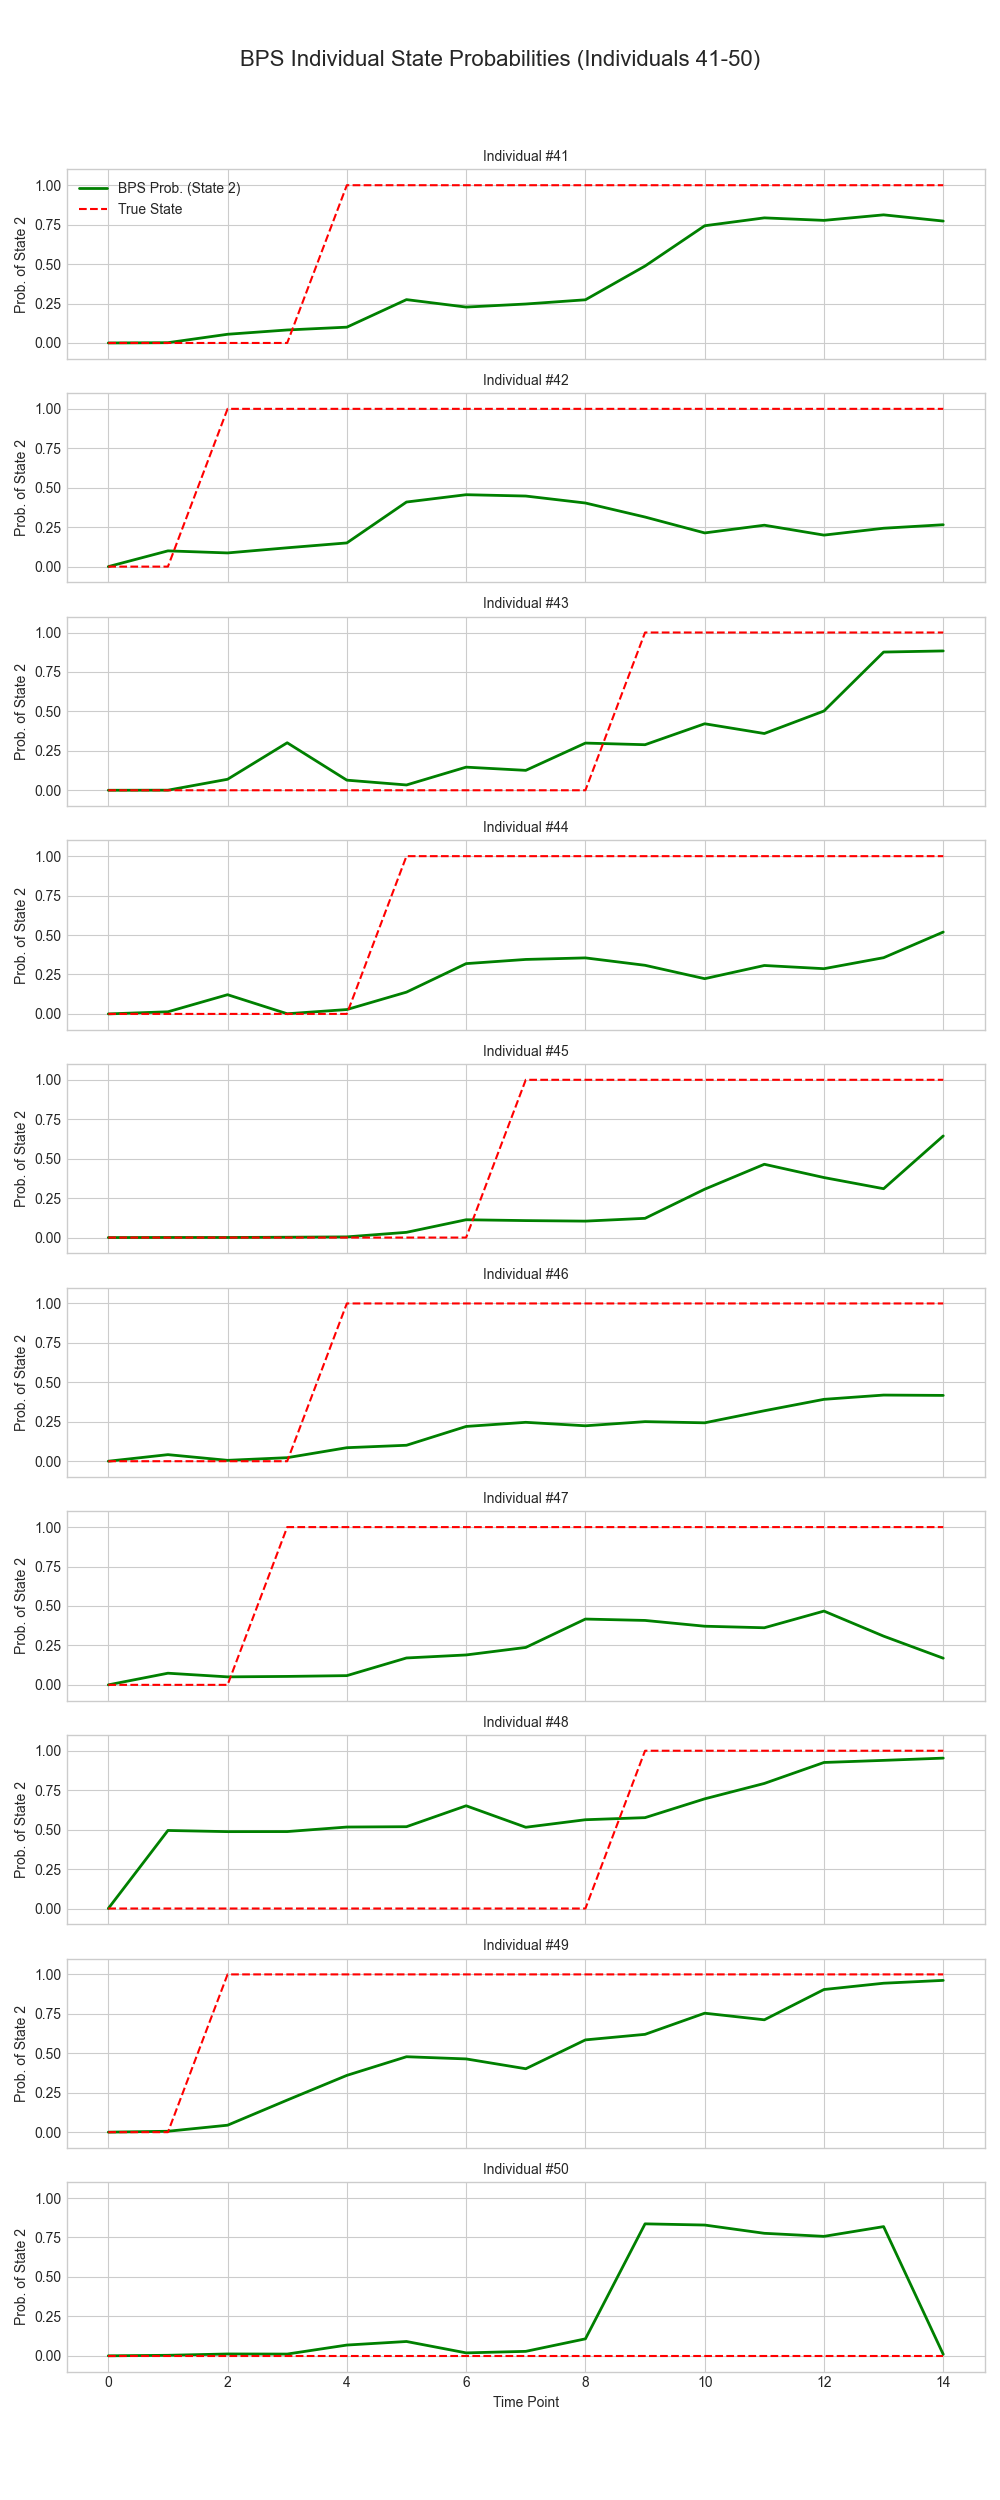 BPS Individual State Probabilities (Individuals 41-50)
Individual #41
BPS Prob. (State 2)
True State
1.00
0.75
0.50
0.25
0.00
Prob. of State 2
Individual #42
1.00
0.75
0.50
0.25
0.00
Prob. of State 2
Individual #43
1.00
0.75
0.50
0.25
0.00
Prob. of State 2
Individual #44
1.00
0.75
0.50
0.25
0.00
Prob. of State 2
Individual #45
1.00
0.75
0.50
0.25
0.00
Prob. of State 2
Individual #46
1.00
0.75
0.50
0.25
0.00
Prob. of State 2
Individual #47
1.00
0.75
0.50
0.25
0.00
Prob. of State 2
Individual #48
1.00
0.75
0.50
0.25
0.00
Prob. of State 2
Individual #49
1.00
0.75
0.50
0.25
0.00
Prob. of State 2
Individual #50
1.00
0.75
0.50
0.25
0.00
Prob. of State 2
0 2 4 6 8 10 12 14
Time Point